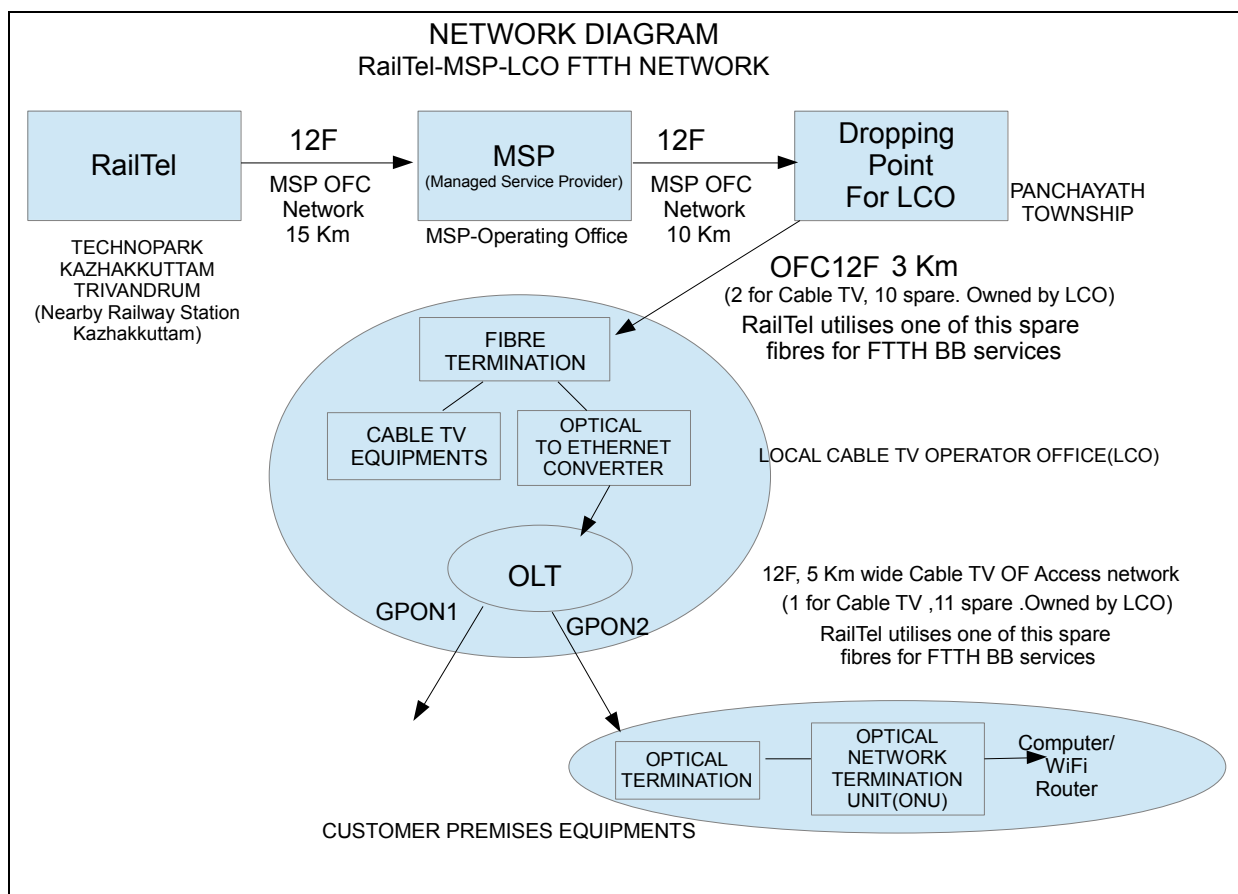 NETWORK DIAGRAM
RailTel-MSP-LCO FTTH NETWORK
RailTel
12F
MSP OFC
Network
15 Km
MSP
(Managed Service Provider)
MSP-Operating Office
12F
MSP OFC
Network
10 Km
Dropping
Point
For LCO
PANCHAYATH
TOWNSHIP
TECHNOPARK
KAZHAKKUTTAM
TRIVANDRUM
(Nearby Railway Station
Kazhakkuttam)
OFC12F 3 Km
(2 for Cable TV, 10 spare. Owned by LCO)
RailTel utilises one of this spare
fibres for FTTH BB services
FIBRE
TERMINATION
CABLE TV
EQUIPMENTS
OPTICAL
TO ETHERNET
CONVERTER
LOCAL CABLE TV OPERATOR OFFICE(LCO)
OLT
GPON1
GPON2
12F, 5 Km wide Cable TV OF Access network
(1 for Cable TV ,11 spare .Owned by LCO)
RailTel utilises one of this spare
fibres for FTTH BB services
OPTICAL
TERMINATION
OPTICAL
NETWORK
TERMINATION
UNIT(ONU)
Computer/
WiFi
Router
CUSTOMER PREMISES EQUIPMENTS